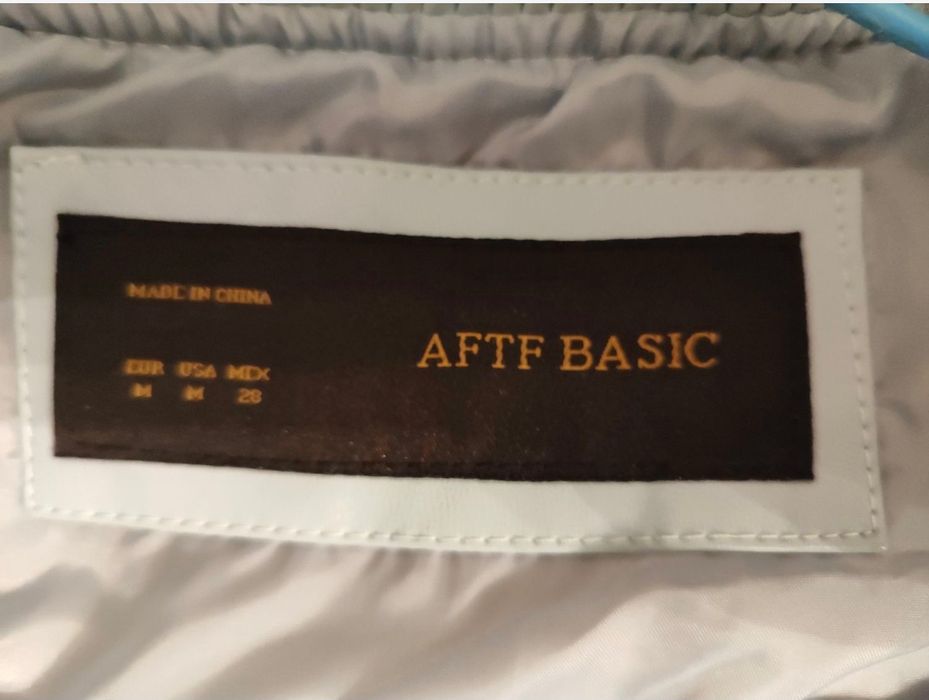 MADE IN CHINA
EUR USA MEX
M M 28
AFTF BASIC